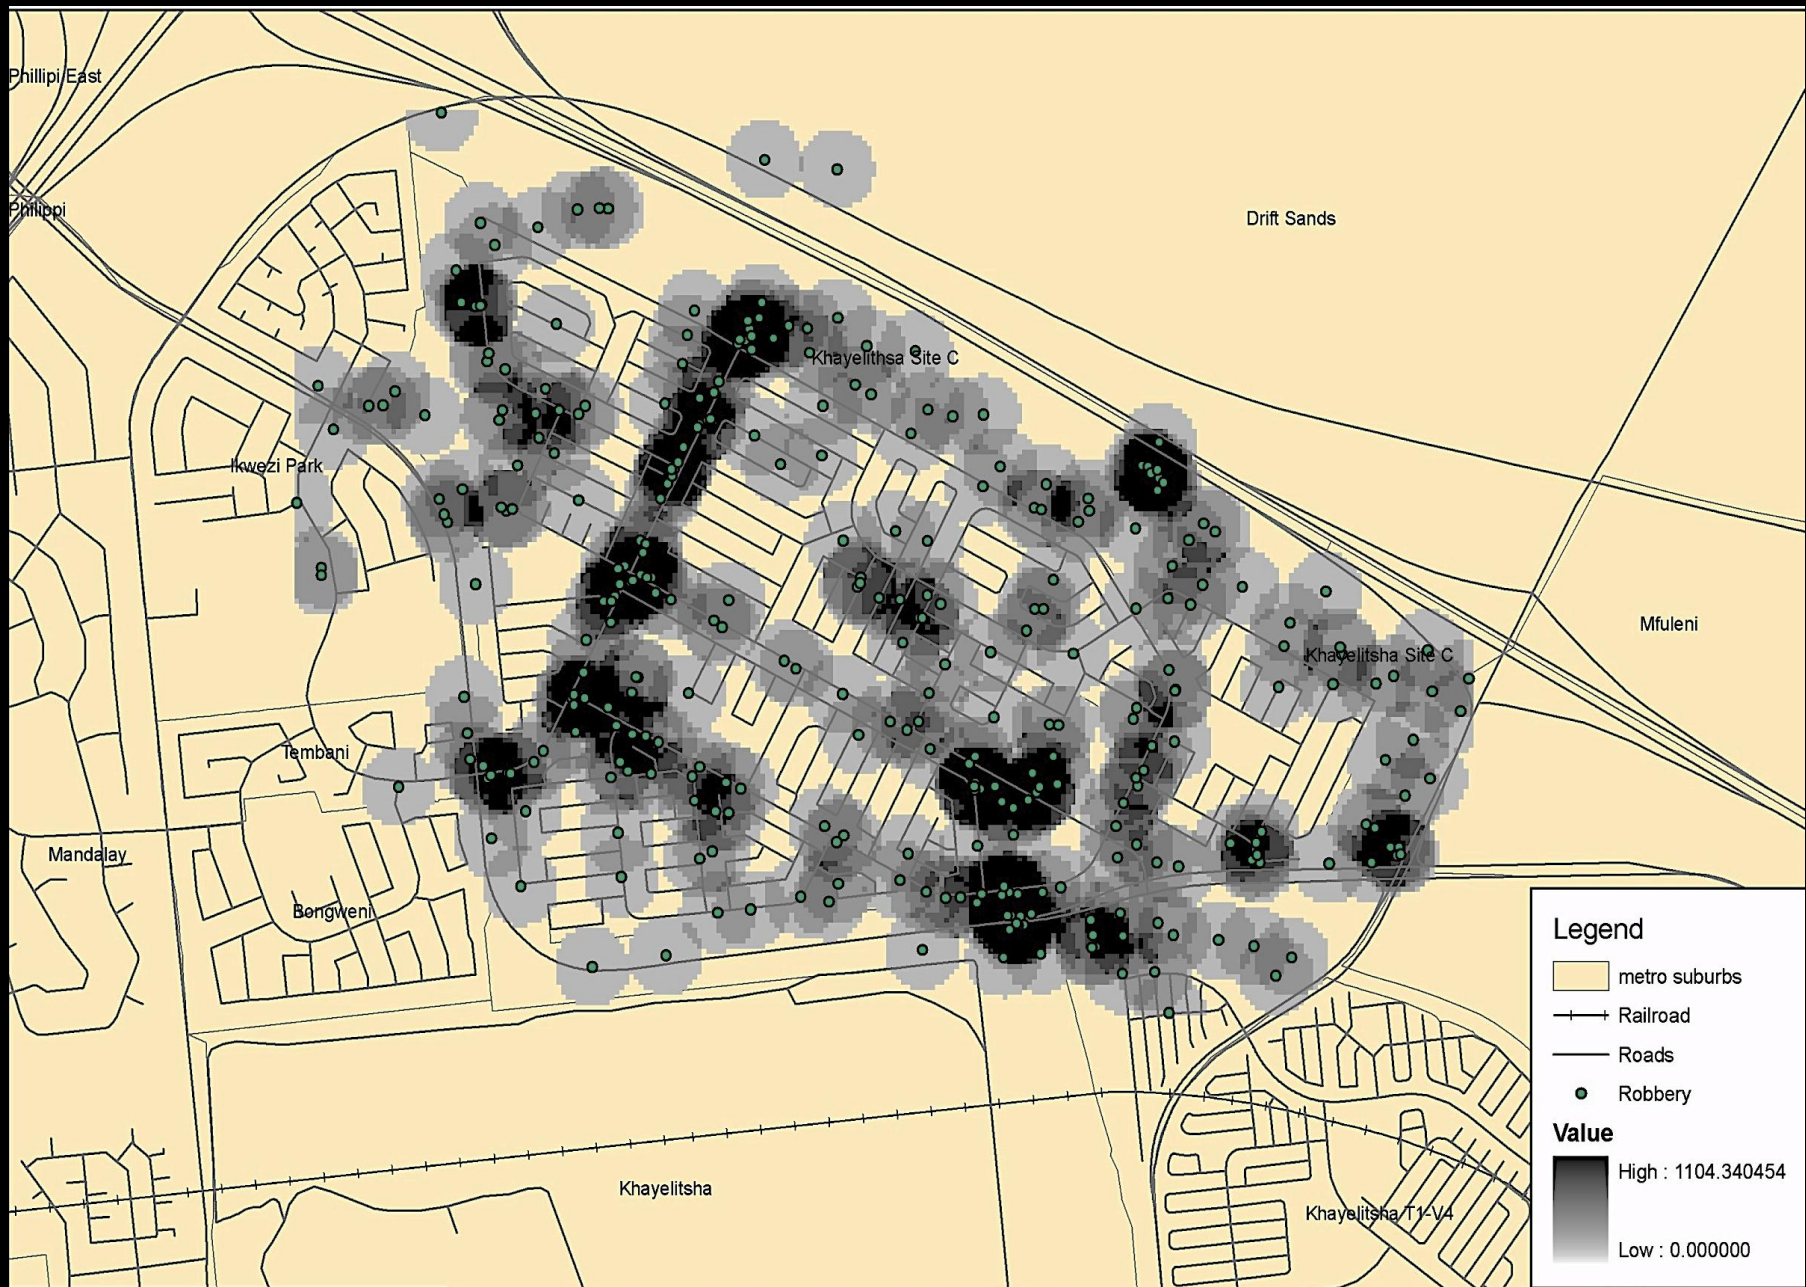 Phillipi East
Philippi
Drift Sands
Khayelithsa Site C
Ikwezi Park
Mfuleni
Khayelitsha Site C
Tembani
Mandalay
Bongweni
Khayelitsha
Khayelitsha T1-V4
Legend
metro suburbs
Railroad
Roads
Robbery
Value
High : 1104.340454
Low : 0.000000